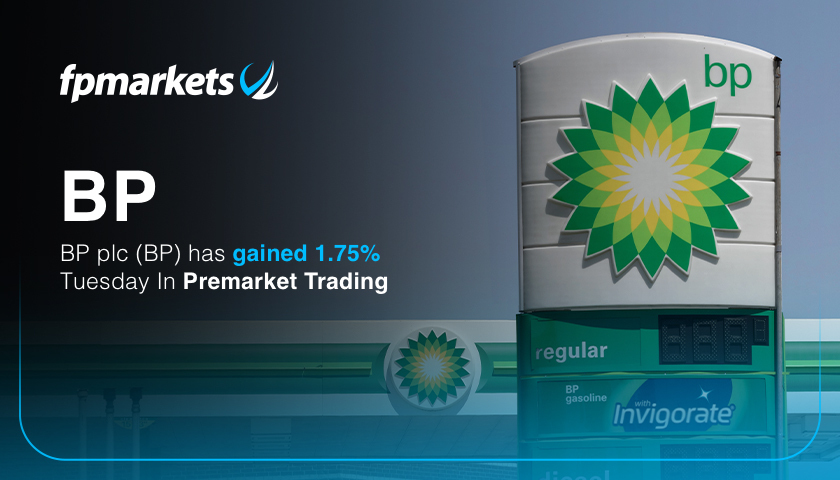 fpmarkets
bp
BP
BP plc (BP) has gained 1.75%
Tuesday In Premarket Trading
regular
BP
gasoline
with
Invigorate®
diesel